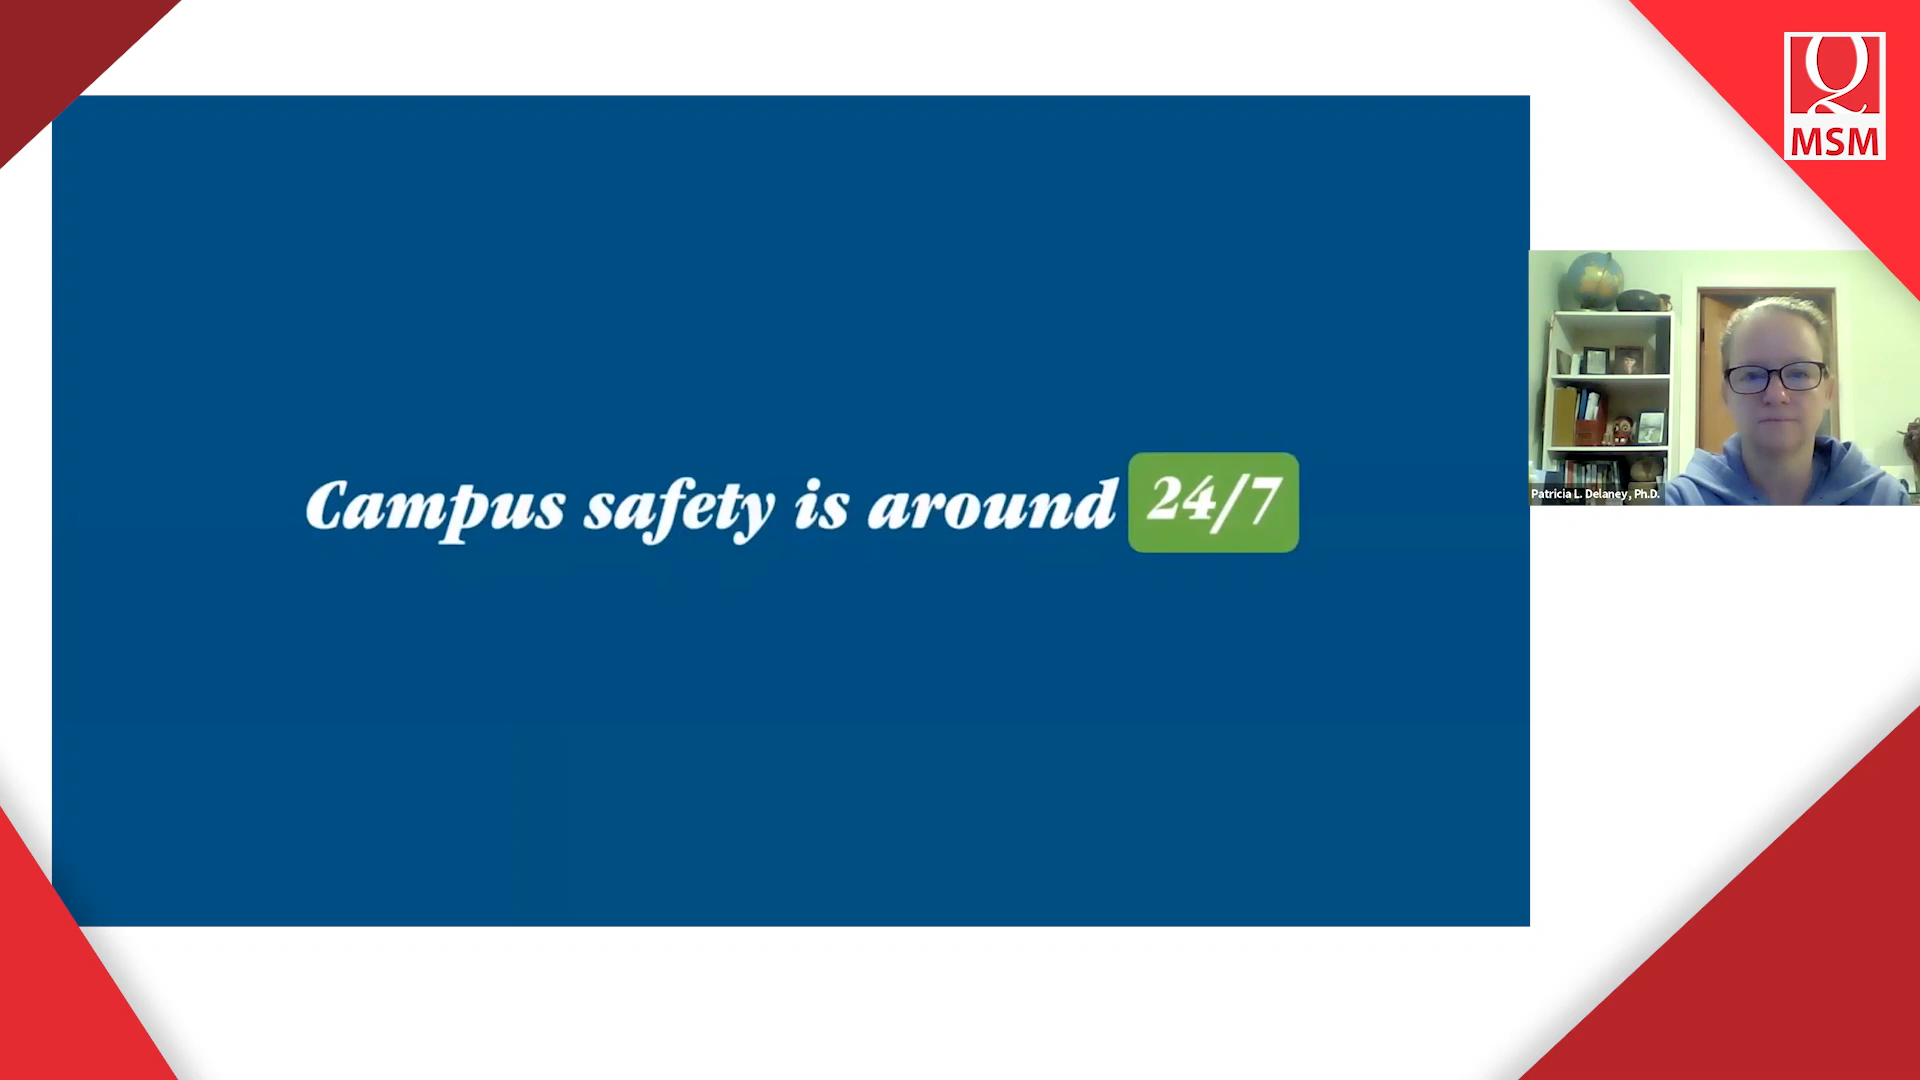 Q
MSM
Campus safety is around 24/7
Patricia L. Delaney, Ph.D.